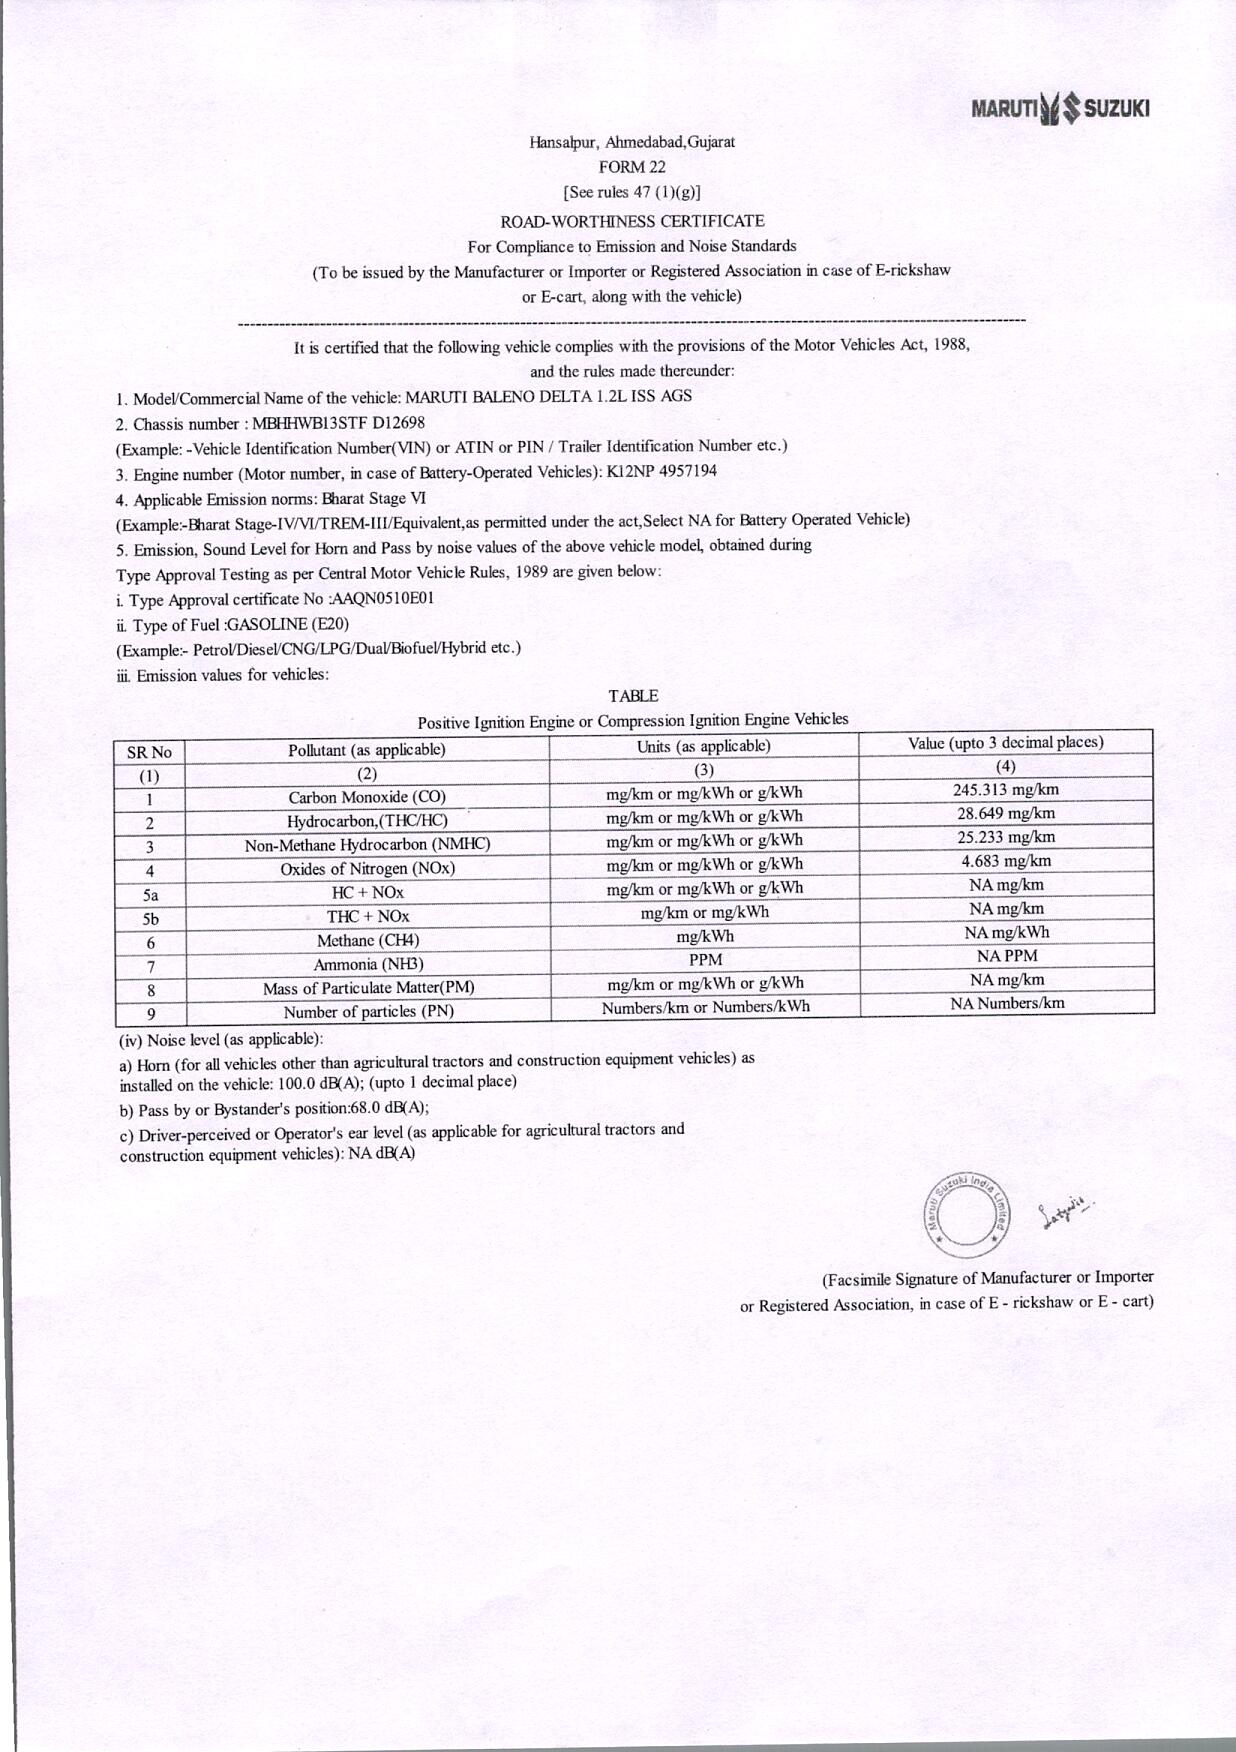 MARUTI SUZUKI
Hansalpur, Ahmedabad,Gujarat
FORM 22
[See rules 47 (1)(g)]
ROAD-WORTHINESS CERTIFICATE
For Compliance to Emission and Noise Standards
(To be issued by the Manufacturer or Importer or Registered Association in case of E-rickshaw
or E-cart, along with the vehicle)
It is certified that the following vehicle complies with the provisions of the Motor Vehicles Act, 1988,
and the rules made thereunder:
1. Model/Commercial Name of the vehicle: MARUTI BALENO DELTA 1.2L ISS AGS
2. Chassis number : MBHHWB13STF D12698
(Example: -Vehicle Identification Number(VIN) or ATIN or PIN / Trailer Identification Number etc.)
3. Engine number (Motor number, in case of Battery-Operated Vehicles): K12NP 4957194
4. Applicable Emission norms: Bharat Stage VI
(Example:-Bharat Stage-IV/VI/TREM-III/Equivalent,as permitted under the act,Select NA for Battery Operated Vehicle)
5. Emission, Sound Level for Horn and Pass by noise values of the above vehicle model, obtained during
Type Approval Testing as per Central Motor Vehicle Rules, 1989 are given below:
i. Type Approval certificate No :AAQN0510E01
ii. Type of Fuel :GASOLINE (E20)
(Example:- Petrol/Diesel/CNG/LPG/Dual/Biofuel/Hybrid etc.)
iii. Emission values for vehicles:
TABLE
Positive Ignition Engine or Compression Ignition Engine Vehicles
SR No Pollutant (as applicable) Units (as applicable) Value (upto 3 decimal places)
(1) (2) (3) (4)
1 Carbon Monoxide (CO) mg/km or mg/kWh or g/kWh 245.313 mg/km
2 Hydrocarbon,(THC/HC) mg/km or mg/kWh or g/kWh 28.649 mg/km
3 Non-Methane Hydrocarbon (NMHC) mg/km or mg/kWh or g/kWh 25.233 mg/km
4 Oxides of Nitrogen (NOx) mg/km or mg/kWh or g/kWh 4.683 mg/km
5a HC + NOx mg/km or mg/kWh or g/kWh NA mg/km
5b THC + NOx mg/km or mg/kWh NA mg/km
6 Methane (CH4) mg/kWh NA mg/kWh
7 Ammonia (NH3) PPM NA PPM
8 Mass of Particulate Matter(PM) mg/km or mg/kWh or g/kWh NA mg/km
9 Number of particles (PN) Numbers/km or Numbers/kWh NA Numbers/km
(iv) Noise level (as applicable):
a) Horn (for all vehicles other than agricultural tractors and construction equipment vehicles) as
installed on the vehicle: 100.0 dB(A); (upto 1 decimal place)
b) Pass by or Bystander's position:68.0 dB(A);
c) Driver-perceived or Operator's ear level (as applicable for agricultural tractors and
construction equipment vehicles): NA dB(A)
Maruti Suzuki India Limited
(Facsimile Signature of Manufacturer or Importer
or Registered Association, in case of E - rickshaw or E - cart)